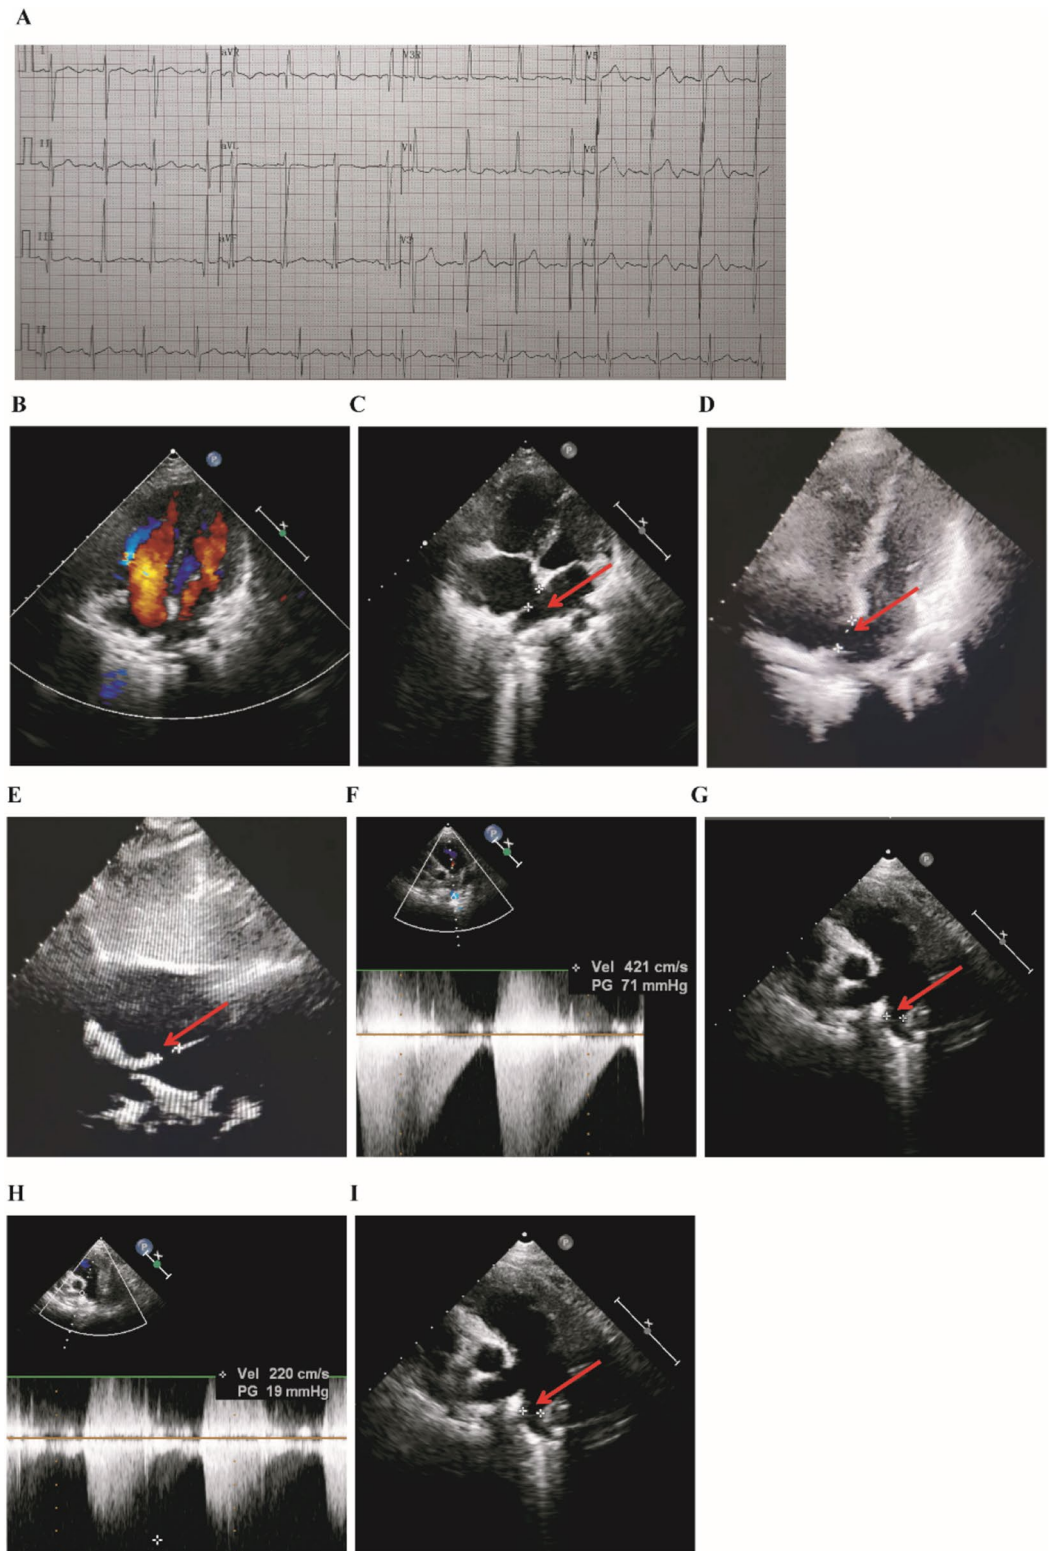 A
I aVR V3R V5
II aVL V1 V6
III aVF V3 V7
II
B C D
P
X
P
X
E F G
P
X
Vel 421 cm/s
PG 71 mmHg
P
X
H I
P
X
Vel 220 cm/s
PG 19 mmHg
P
X